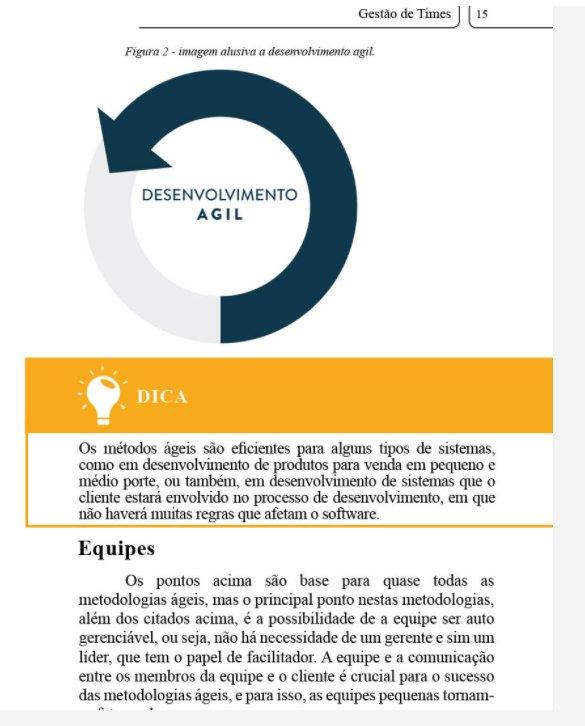 Gestão de Times 15
Figura 2 - imagem alusiva a desenvolvimento agil.
DESENVOLVIMENTO
AGIL
DICA
Os métodos ágeis são eficientes para alguns tipos de sistemas,
como em desenvolvimento de produtos para venda em pequeno e
médio porte, ou também, em desenvolvimento de sistemas que o
cliente estará envolvido no processo de desenvolvimento, em que
não haverá muitas regras que afetam o software.
Equipes
Os pontos acima são base para quase todas as
metodologias ágeis, mas o principal ponto nestas metodologias,
além dos citados acima, é a possibilidade de a equipe ser auto
gerenciável, ou seja, não há necessidade de um gerente e sim um
líder, que tem o papel de facilitador. A equipe e a comunicação
entre os membros da equipe e o cliente é crucial para o sucesso
das metodologias ágeis, e para isso, as equipes pequenas tornam-